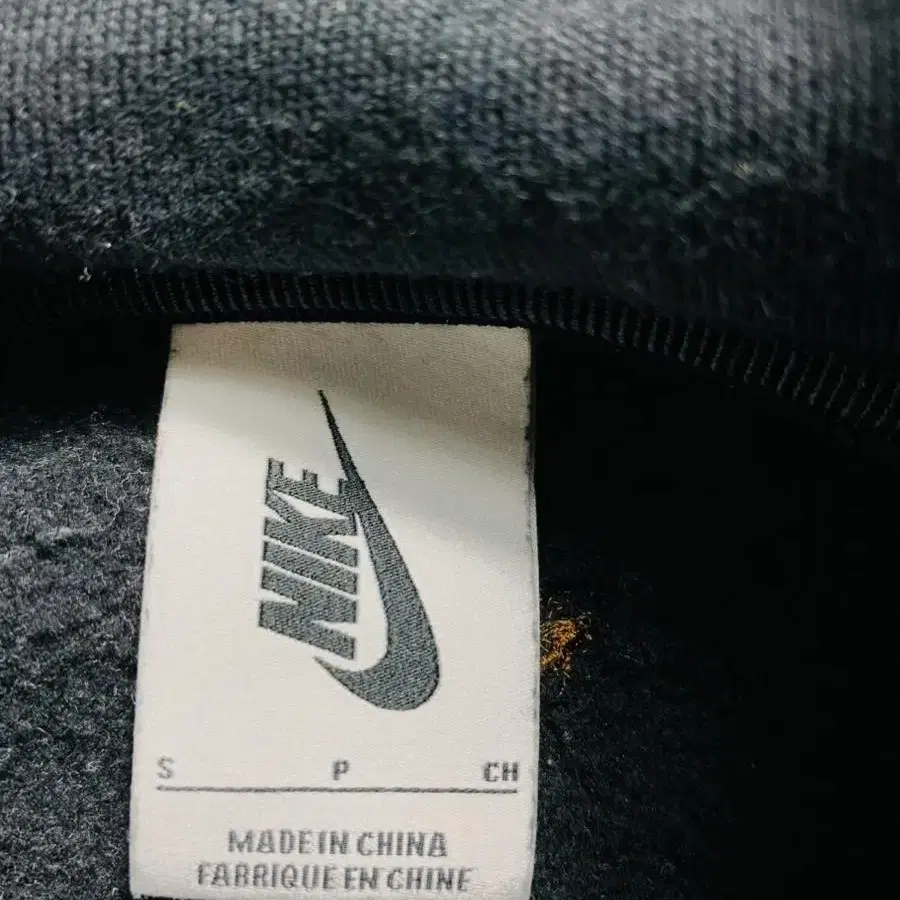 NIKE
S P CH
MADE IN CHINA
FABRIQUE EN CHINE